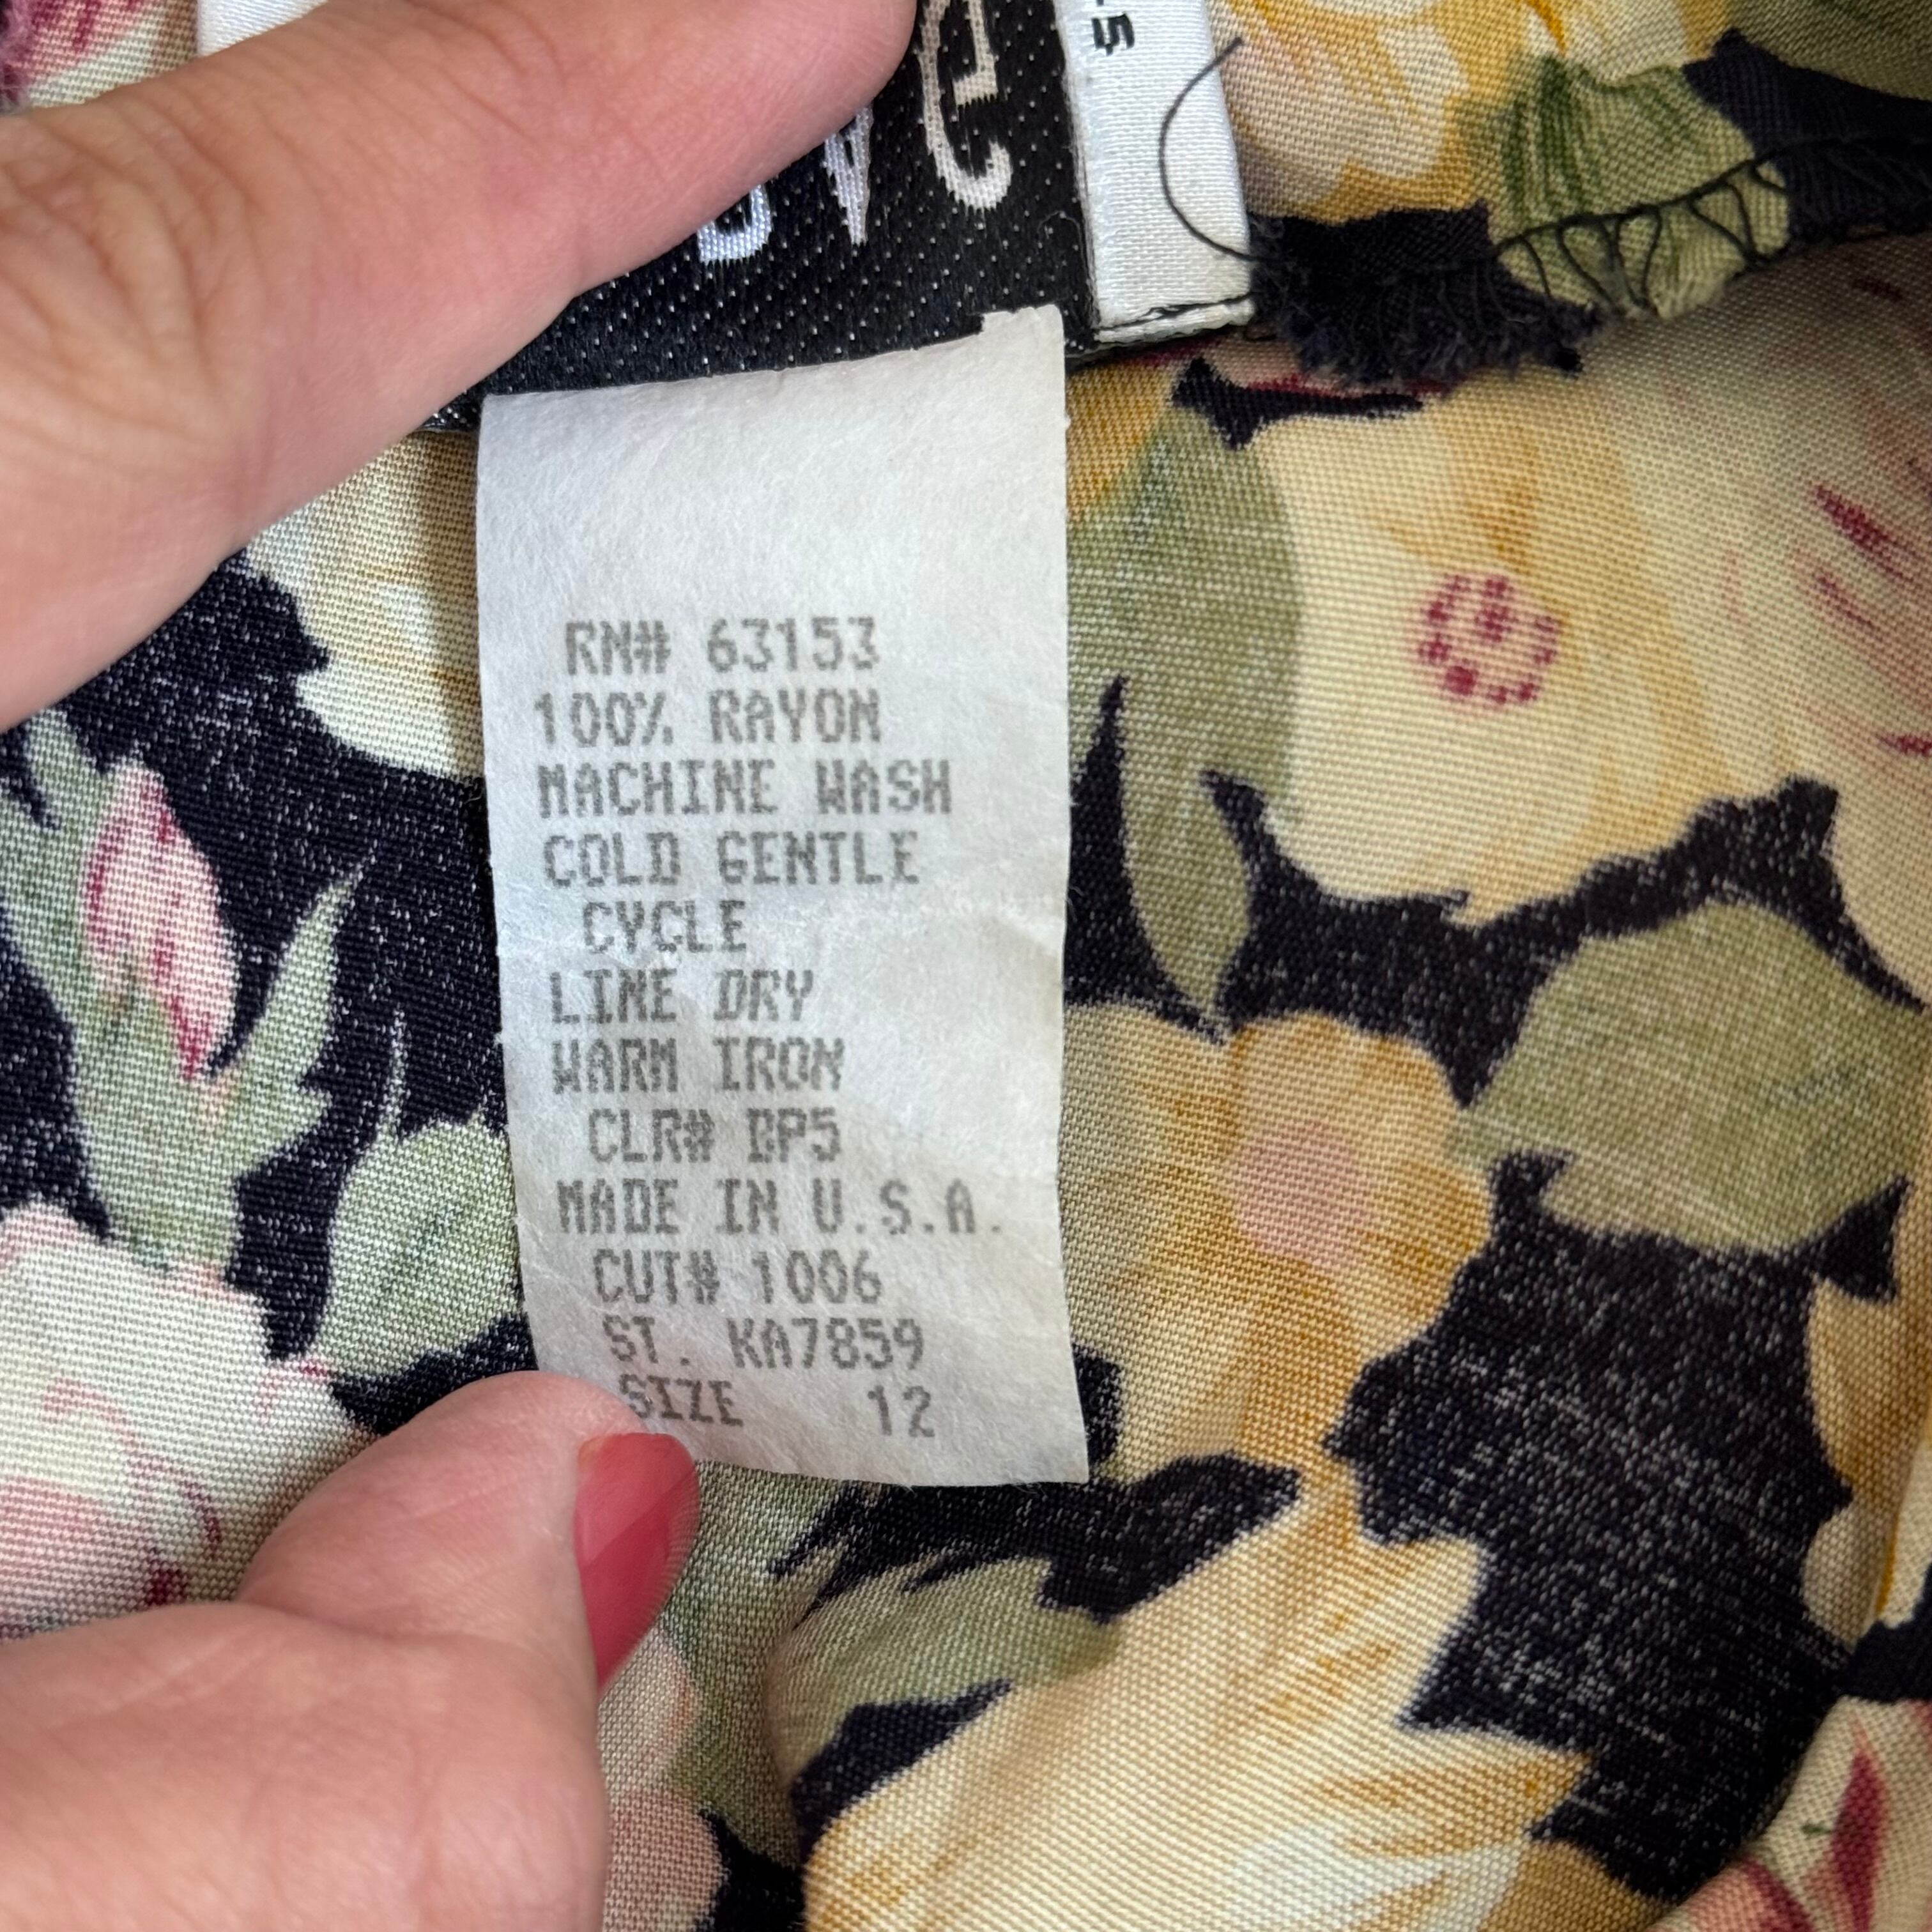 RN# 63153
100% RAYON
MACHINE WASH
COLD GENTLE
CYCLE
LINE DRY
WARM IRON
CLR# BP5
MADE IN U.S.A.
CUT# 1006
ST. KA7859
SIZE 12